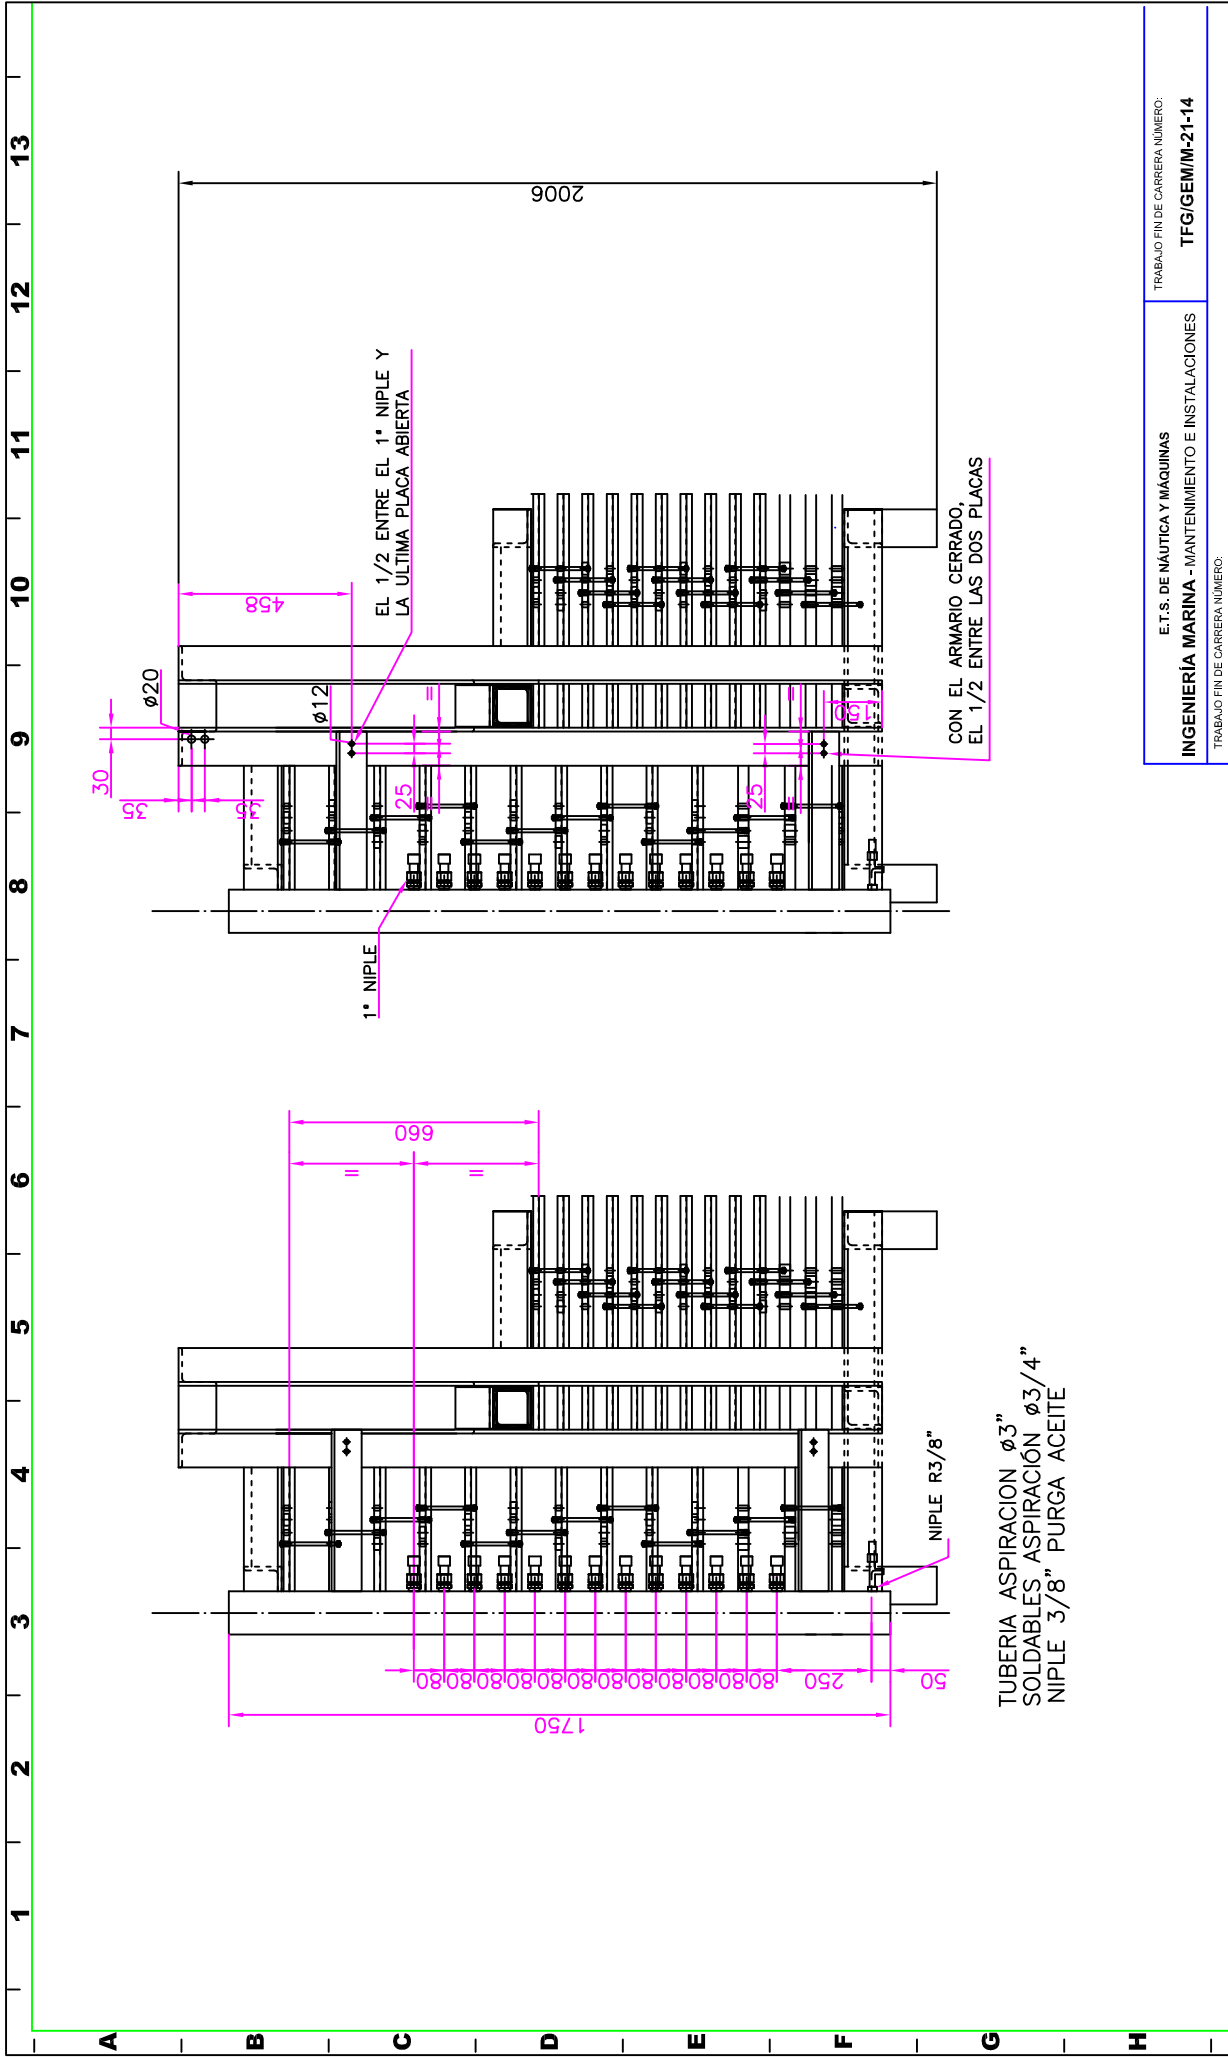 1
2
3
4
5
6
7
8
9
10
11
12
13
A
B
C
D
E
F
G
H
1750
80
80
80
80
80
80
80
80
80
80
80
80
250
50
660
=
=
NIPLE R3/8"
TUBERIA ASPIRACION ø3"
SOLDABLES ASPIRACIÓN ø3/4"
NIPLE 3/8" PURGA ACEITE
1º NIPLE
30
35
35
ø20
ø12
458
25
=
=
25
=
=
150
2006
EL 1/2 ENTRE EL 1º NIPLE Y
LA ULTIMA PLACA ABIERTA
CON EL ARMARIO CERRADO,
EL 1/2 ENTRE LAS DOS PLACAS
E.T.S. DE NÁUTICA Y MÁQUINAS
INGENIERÍA MARINA - MANTENIMIENTO E INSTALACIONES
TRABAJO FIN DE CARRERA NÚMERO:
TFG/GEM/M-21-14
TRABAJO FIN DE CARRERA NÚMERO: